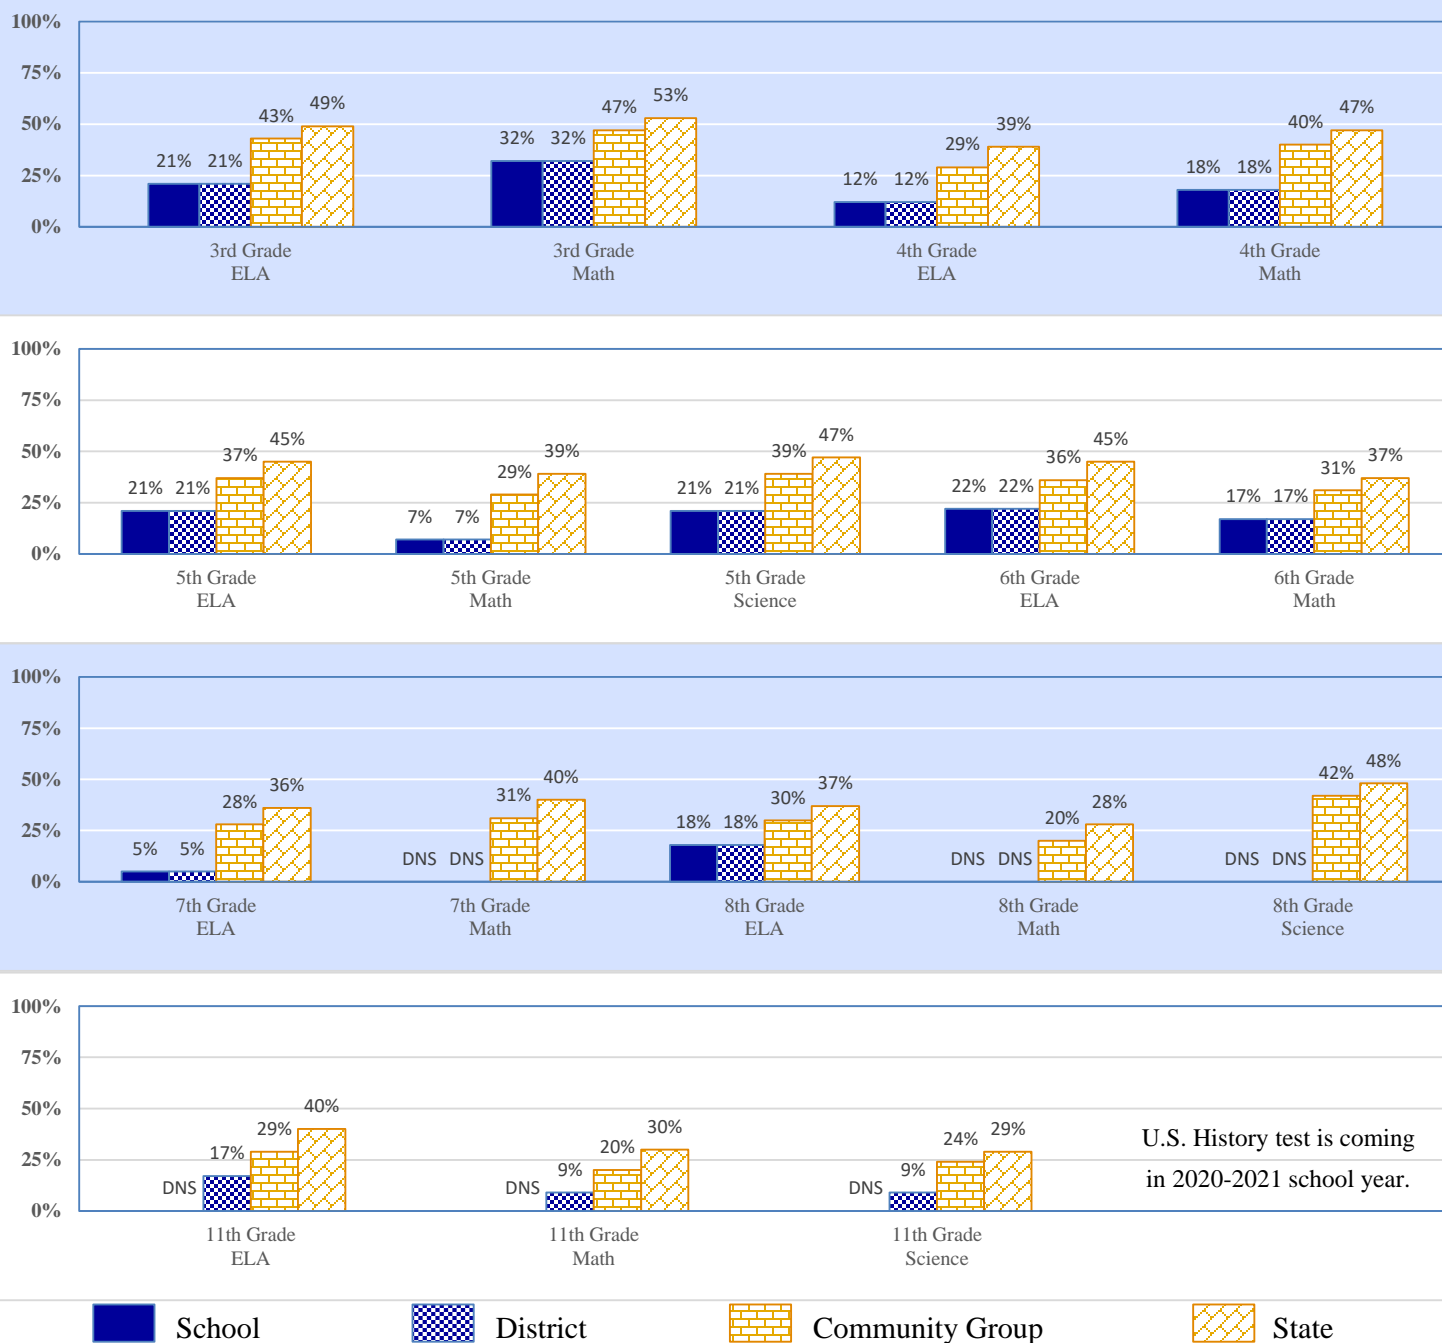 100%
75%
50%
25%
0%
21% 21% 43% 49%
32% 32% 47% 53%
12% 12% 29% 39%
18% 18% 40% 47%
3rd Grade
ELA
3rd Grade
Math
4th Grade
ELA
4th Grade
Math
100%
75%
50%
25%
0%
21% 21% 37% 45%
7% 7% 29% 39%
21% 21% 39% 47%
22% 22% 36% 45%
17% 17% 31% 37%
5th Grade
ELA
5th Grade
Math
5th Grade
Science
6th Grade
ELA
6th Grade
Math
100%
75%
50%
25%
0%
5% 5% 28% 36%
DNS DNS 31% 40%
18% 18% 30% 37%
DNS DNS 20% 28%
DNS DNS 42% 48%
7th Grade
ELA
7th Grade
Math
8th Grade
ELA
8th Grade
Math
8th Grade
Science
100%
75%
50%
25%
0%
DNS 17% 29% 40%
DNS 9% 20% 30%
DNS 9% 24% 29%
U.S. History test is coming
in 2020-2021 school year.
11th Grade
ELA
11th Grade
Math
11th Grade
Science
School District Community Group State